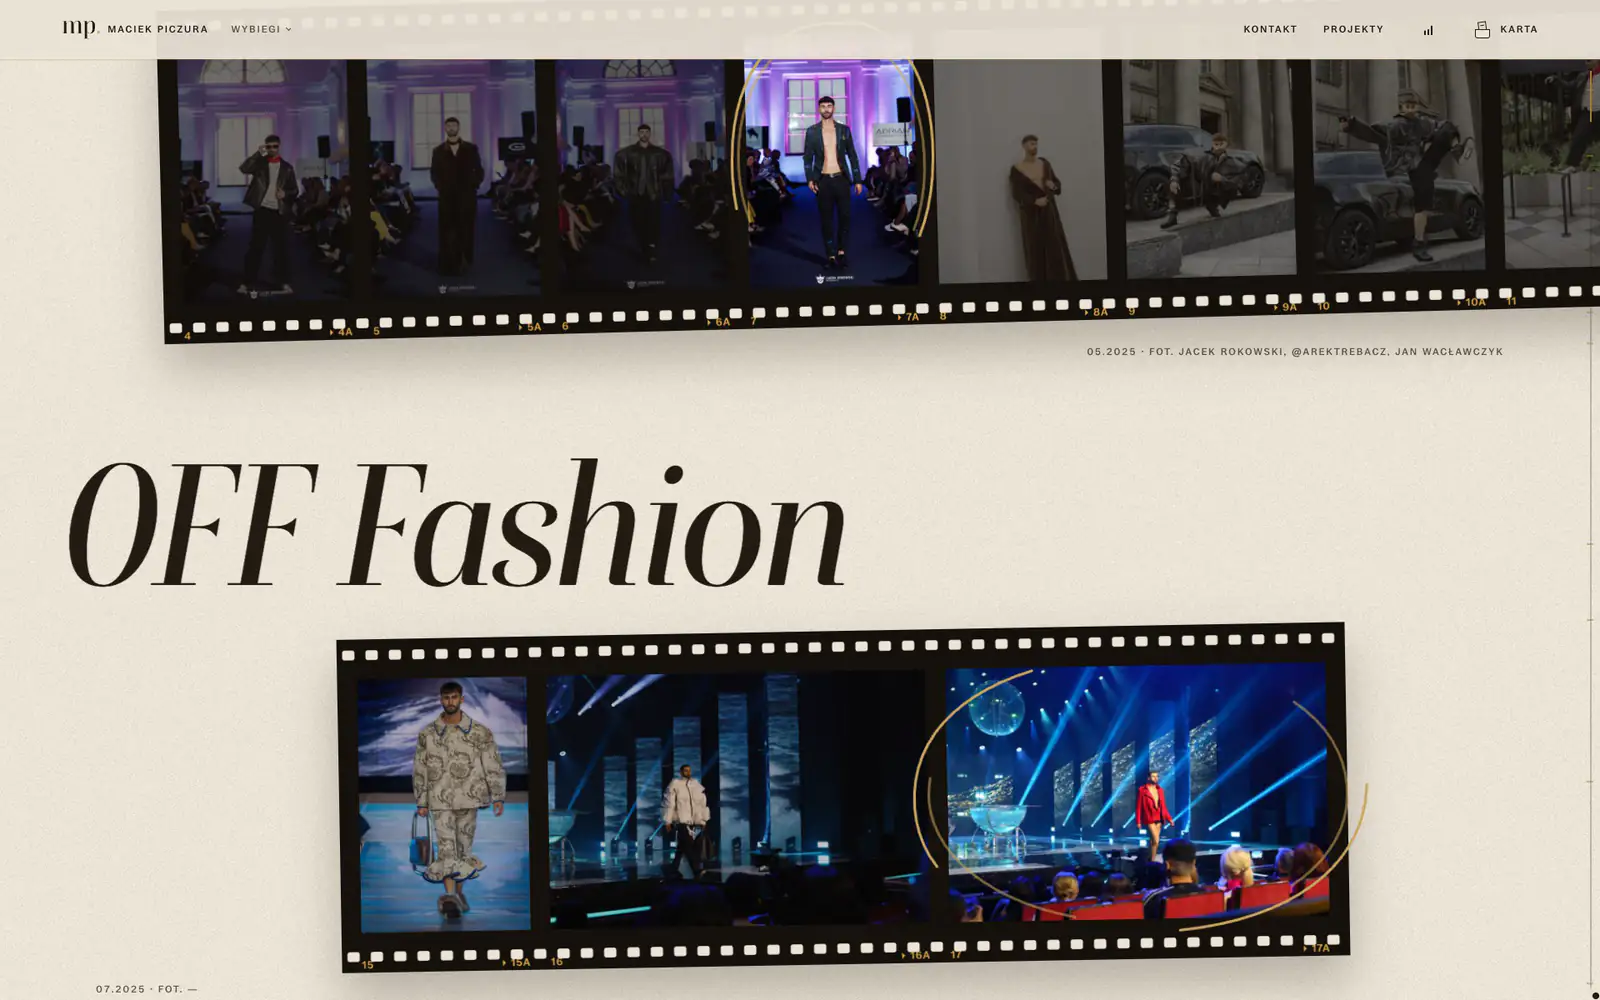 mp. MACIEK PICZURA WYBIEGI KONTAKT PROJEKTY KARTA
4 4A 5 5A 6 6A 7 7A 8 8A 9 9A 10 10A 11
05.2025 · FOT. JACEK ROKOWSKI, @AREKTREBACZ, JAN WACŁAWCZYK
OFF Fashion
15 15A 16 16A 17 17A
07.2025 · FOT. —